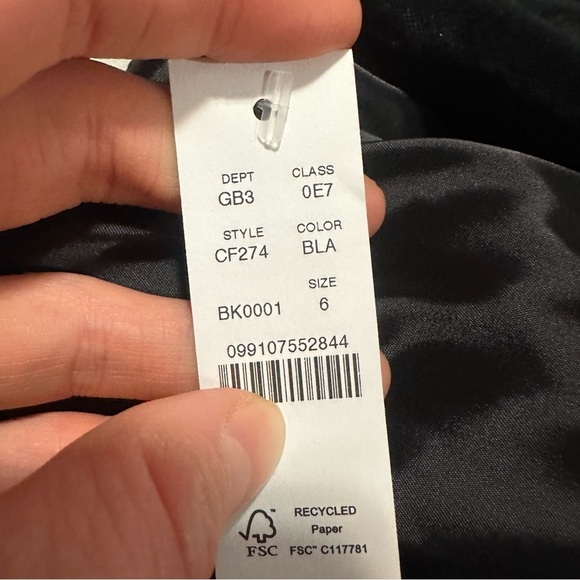 DEPT CLASS
GB3 0E7
STYLE COLOR
CF274 BLA
SIZE
BK0001 6
099107552844
RECYCLED
Paper
FSC FSC™ C117781